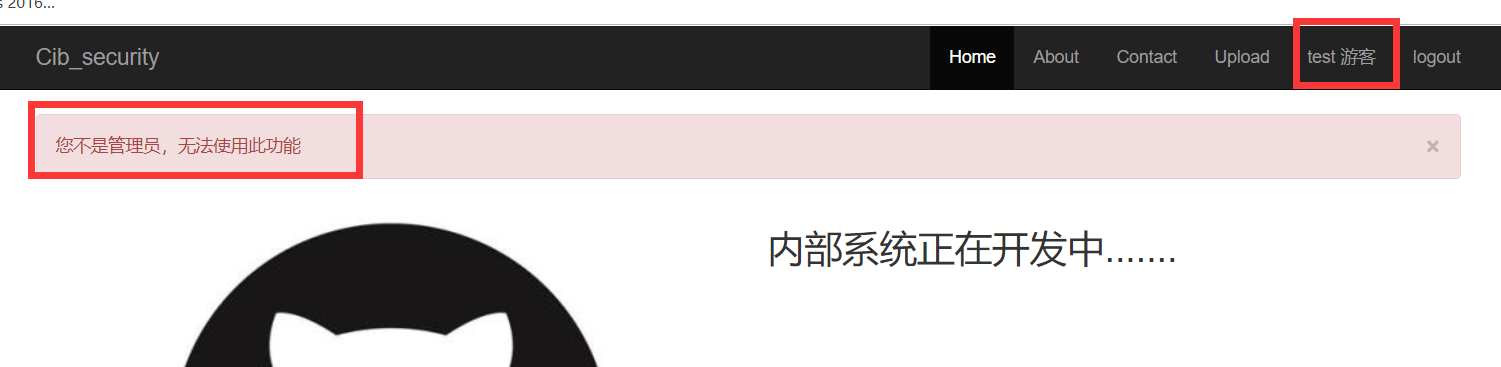 s 2016...
Cib_security Home About Contact Upload test 游客 logout
您不是管理员，无法使用此功能 ×
内部系统正在开发中.......